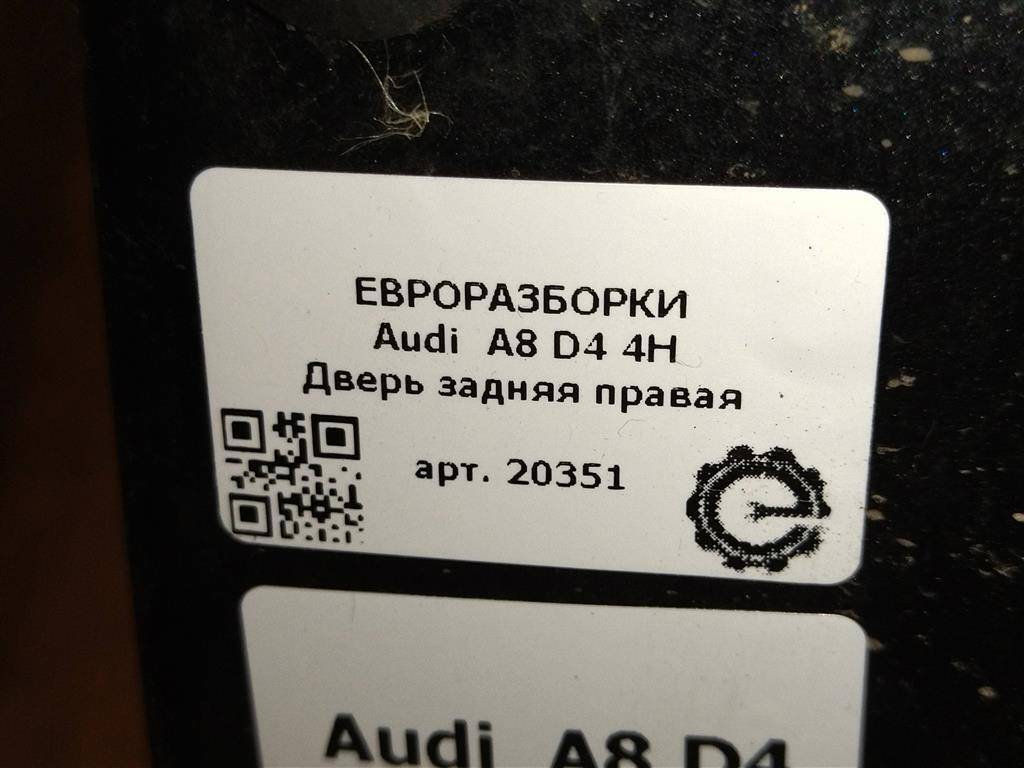 ЕВРОРАЗБОРКИ
Audi A8 D4 4H
Дверь задняя правая
арт. 20351
Audi A8 D4